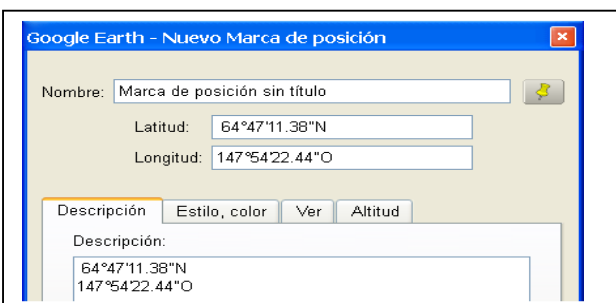 Google Earth - Nuevo Marca de posición
Nombre: Marca de posición sin título
Latitud: 64°47'11.38"N
Longitud: 147°54'22.44"O
Descripción Estilo, color Ver Altitud
Descripción:
64°47'11.38"N
147°54'22.44"O